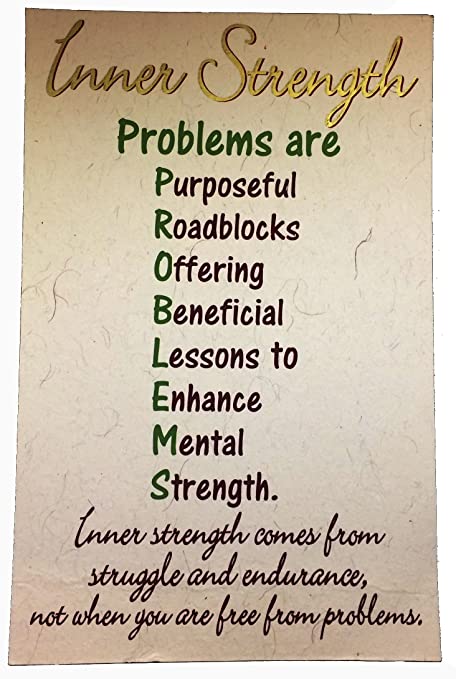 Inner Strength
Problems are
Purposeful
Roadblocks
Offering
Beneficial
Lessons to
Enhance
Mental
Strength.
Inner strength comes from
struggle and endurance,
not when you are free from problems.